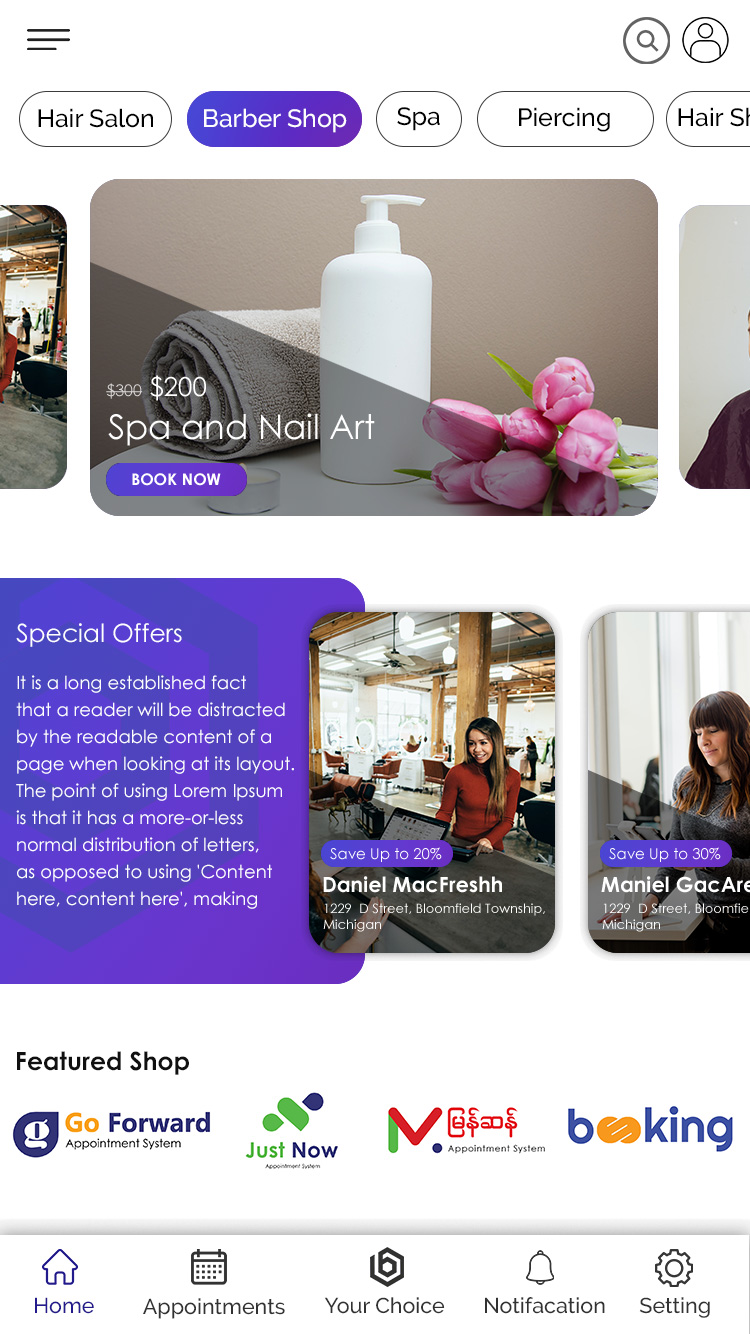 Hair Salon
Barber Shop
Spa
Piercing
Hair Sh
$300 $200
Spa and Nail Art
BOOK NOW
Special Offers
It is a long established fact
that a reader will be distracted
by the readable content of a
page when looking at its layout.
The point of using Lorem Ipsum
is that it has a more-or-less
normal distribution of letters,
as opposed to using 'Content
here, content here', making
Save Up to 20%
Daniel MacFreshh
1229 D Street, Bloomfield Township,
Michigan
Save Up to 30%
Maniel GacAre
1229 D Street, Bloomfie
Michigan
Featured Shop
Go Forward
Appointment System
Just Now
Appointment System
မြန်ဆန်
Appointment System
booking
Home
Appointments
Your Choice
Notifacation
Setting